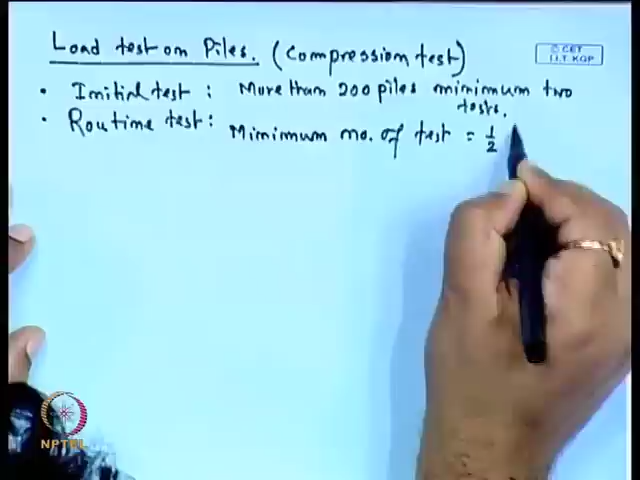 Load test on Piles. (Compression test)
© CET
I.I.T. KGP
• Initial test : More than 200 piles minimum two
tests.
• Routine test : Minimum no. of test = 1/2
NPTEL